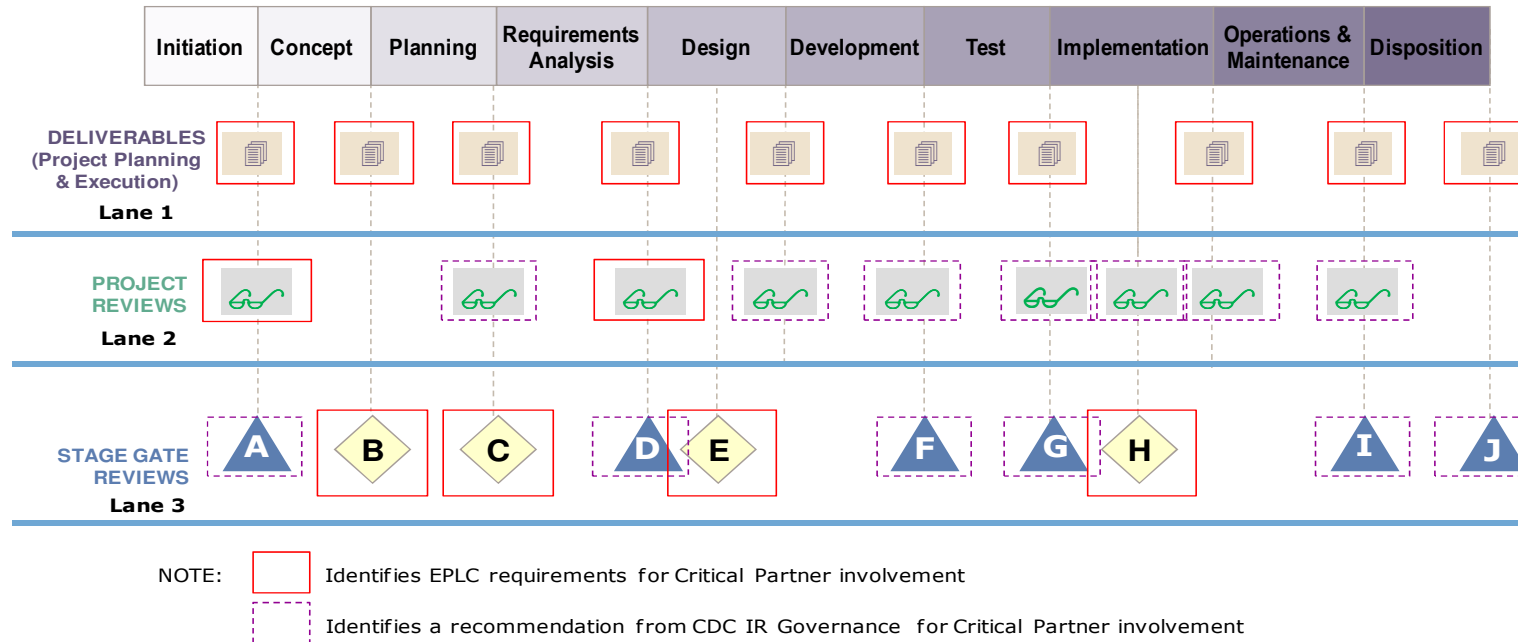 Initiation
Concept
Planning
Requirements
Analysis
Design
Development
Test
Implementation
Operations &
Maintenance
Disposition
DELIVERABLES
(Project Planning
& Execution)
Lane 1
PROJECT
REVIEWS
Lane 2
A
B
C
D
E
F
G
H
I
J
STAGE GATE
REVIEWS
Lane 3
NOTE:
Identifies EPLC requirements for Critical Partner involvement
Identifies a recommendation from CDC IR Governance for Critical Partner involvement